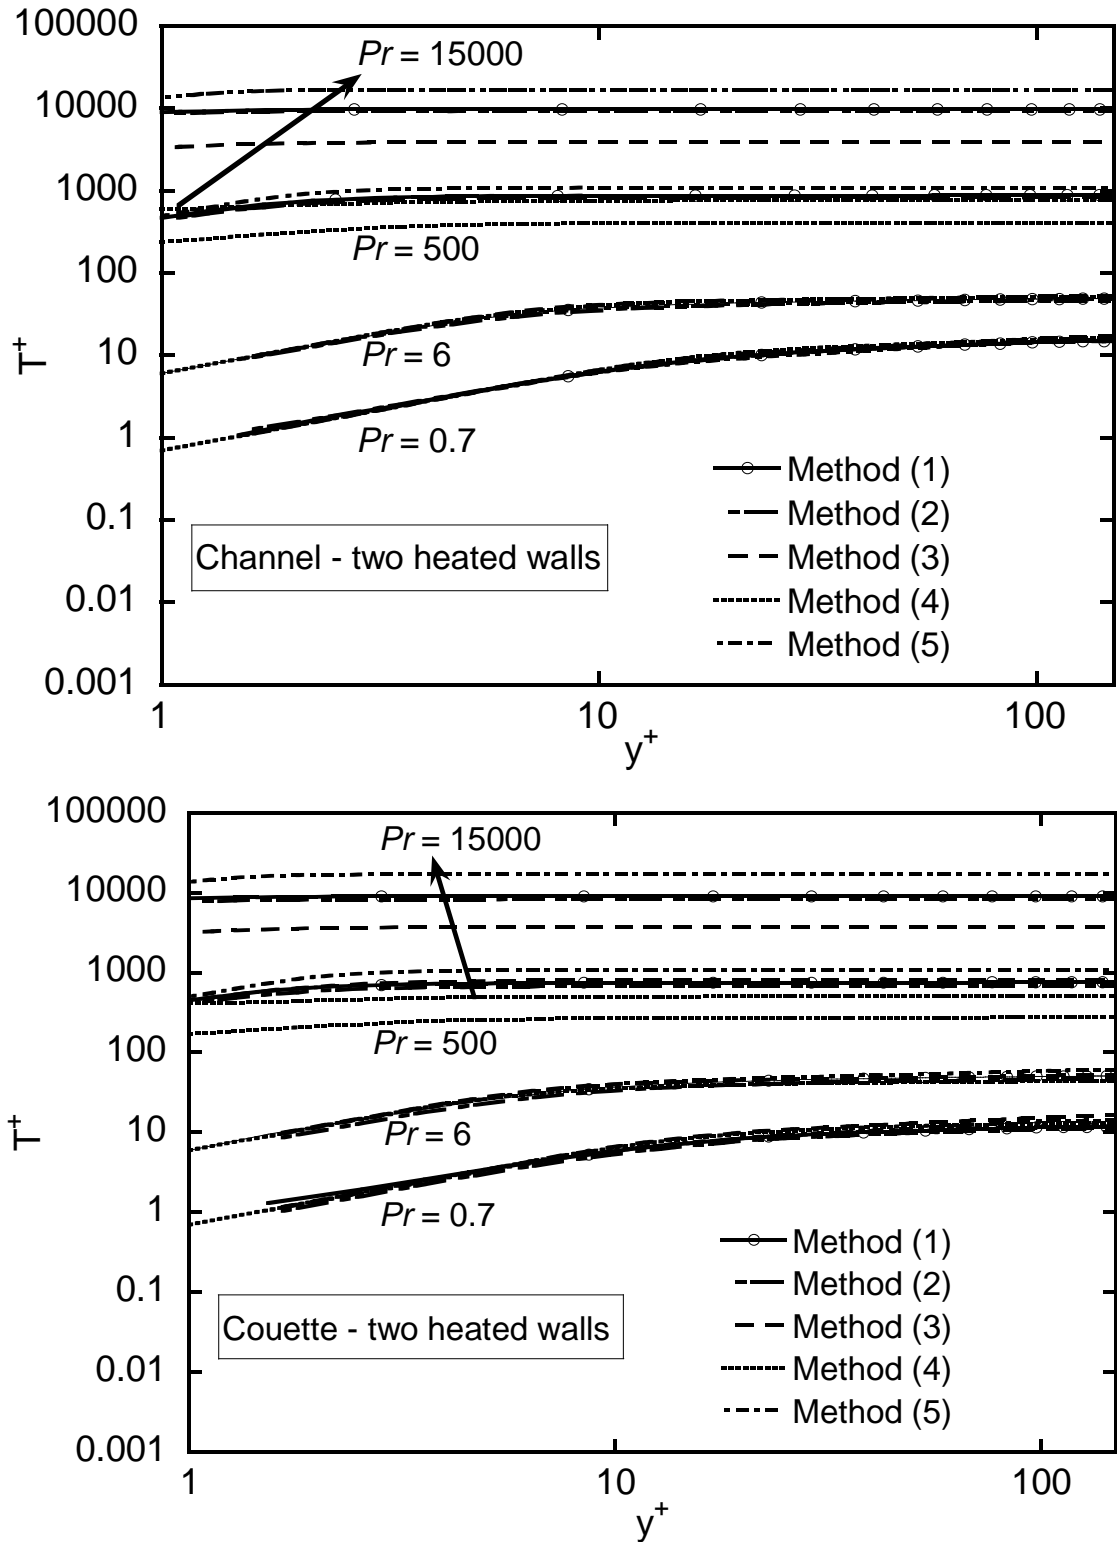 100000
10000
1000
100
10
1
0.1
0.01
0.001
T+
Pr = 15000
Pr = 500
Pr = 6
Pr = 0.7
Method (1)
Method (2)
Method (3)
Method (4)
Method (5)
Channel - two heated walls
1
10
100
y+
100000
10000
1000
100
10
1
0.1
0.01
0.001
T+
Pr = 15000
Pr = 500
Pr = 6
Pr = 0.7
Method (1)
Method (2)
Method (3)
Method (4)
Method (5)
Couette - two heated walls
1
10
100
y+